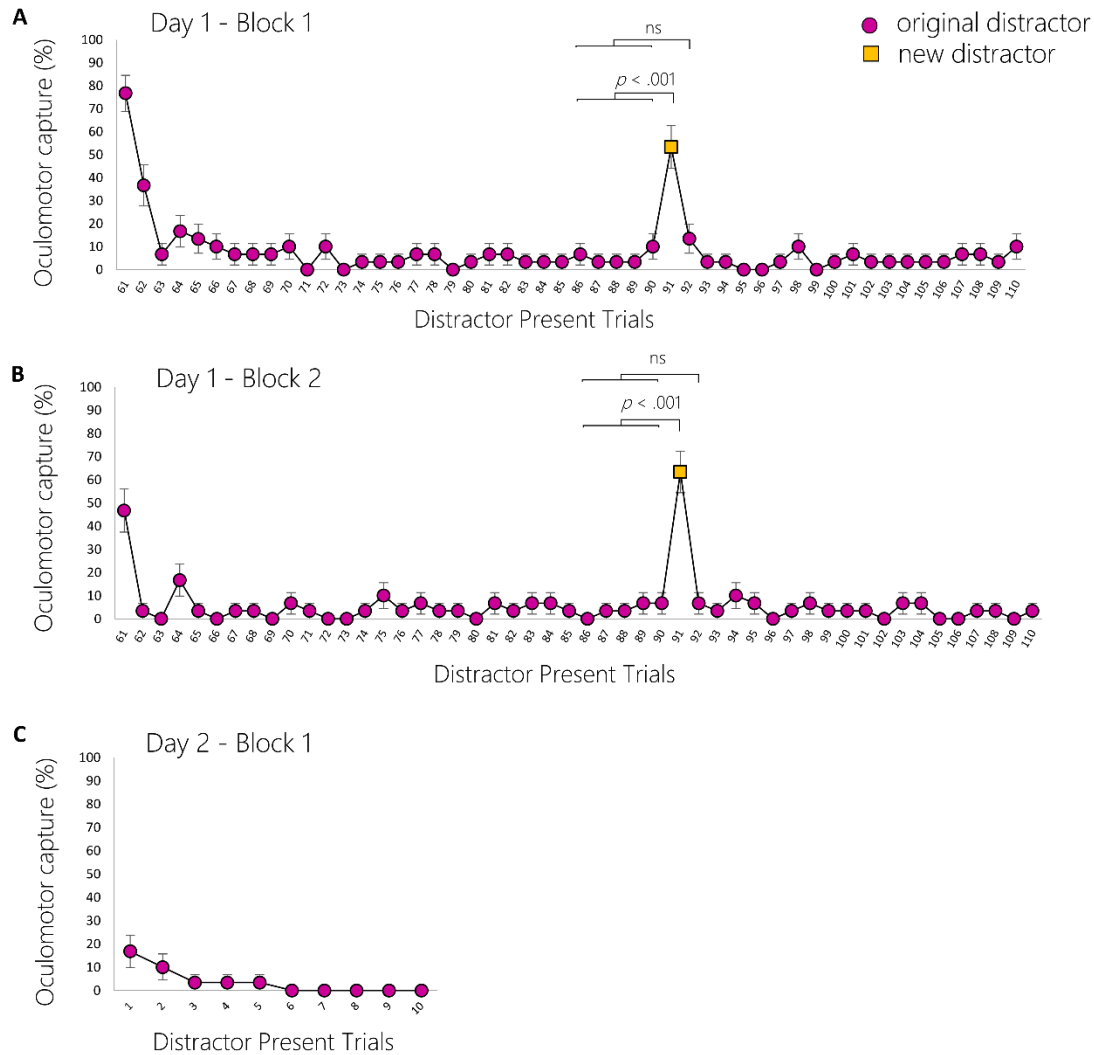 A
Day 1 - Block 1
original distractor
new distractor
ns
p < .001
Oculomotor capture (%)
100
90
80
70
60
50
40
30
20
10
0
61 62 63 64 65 66 67 68 69 70 71 72 73 74 75 76 77 78 79 80 81 82 83 84 85 86 87 88 89 90 91 92 93 94 95 96 97 98 99 100 101 102 103 104 105 106 107 108 109 110
Distractor Present Trials
B
Day 1 - Block 2
ns
p < .001
Oculomotor capture (%)
100
90
80
70
60
50
40
30
20
10
0
61 62 63 64 65 66 67 68 69 70 71 72 73 74 75 76 77 78 79 80 81 82 83 84 85 86 87 88 89 90 91 92 93 94 95 96 97 98 99 100 101 102 103 104 105 106 107 108 109 110
Distractor Present Trials
C
Day 2 - Block 1
Oculomotor capture (%)
100
90
80
70
60
50
40
30
20
10
0
1 2 3 4 5 6 7 8 9 10
Distractor Present Trials